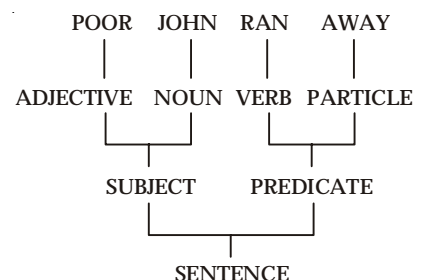 POOR JOHN RAN AWAY
ADJECTIVE NOUN VERB PARTICLE
SUBJECT PREDICATE
SENTENCE